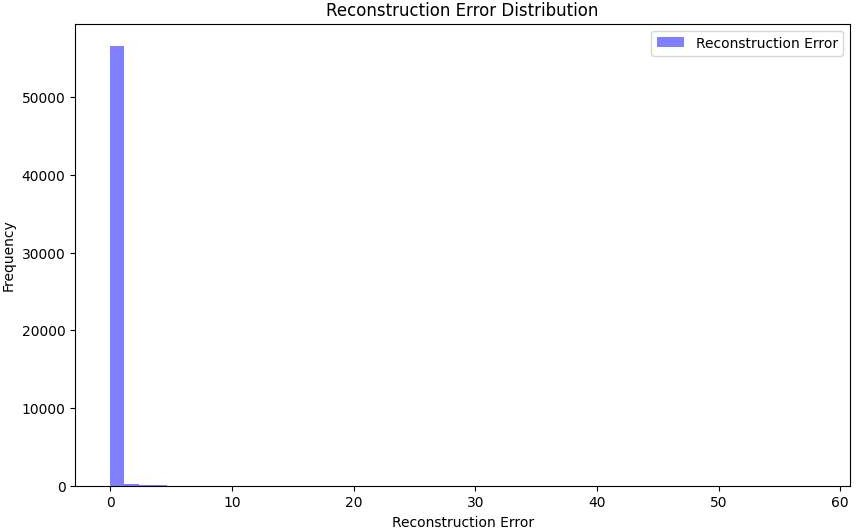 Reconstruction Error Distribution
Reconstruction Error
Frequency
50000
40000
30000
20000
10000
0
0 10 20 30 40 50 60
Reconstruction Error